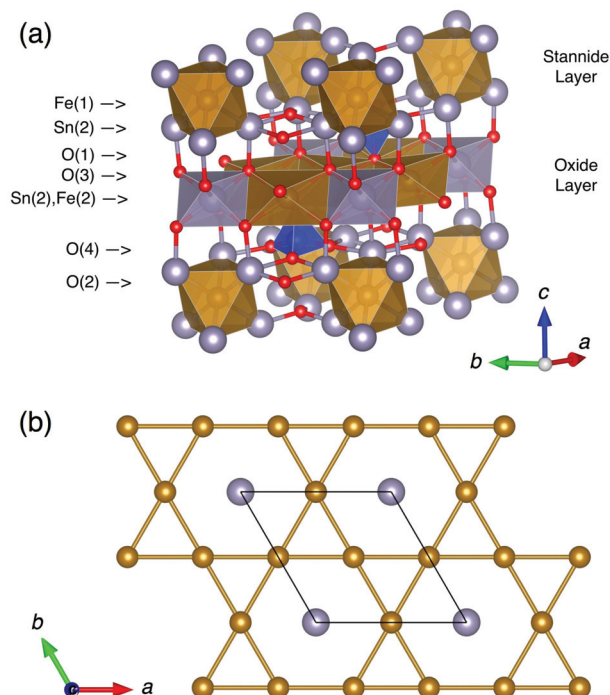 (a)
Stannide
Layer
Fe(1) —>
Sn(2) —>
O(1) —>
O(3) —>
Sn(2),Fe(2) —>
Oxide
Layer
O(4) —>
O(2) —>
c
a
b
(b)
b
c
a